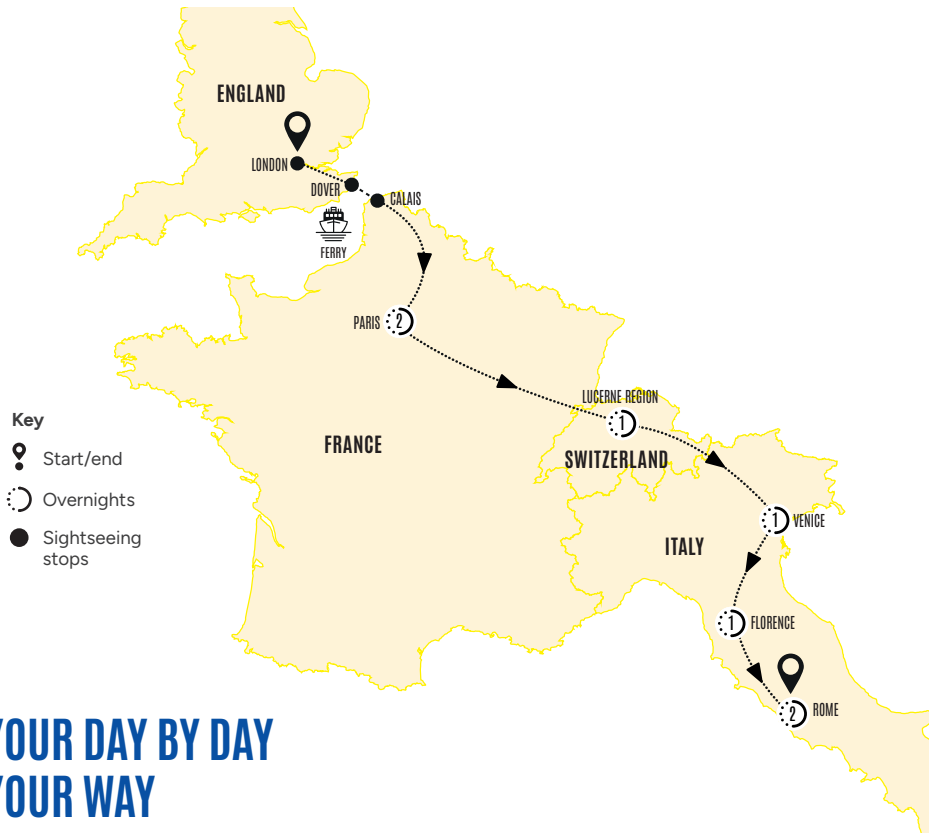 ENGLAND
LONDON
DOVER
CALAIS
FERRY
PARIS
2
LUCERNE REGION
1
Key
Start/end
FRANCE
SWITZERLAND
Overnights
1
VENICE
Sightseeing
stops
ITALY
1
FLORENCE
2
ROME
YOUR DAY BY DAY
YOUR WAY